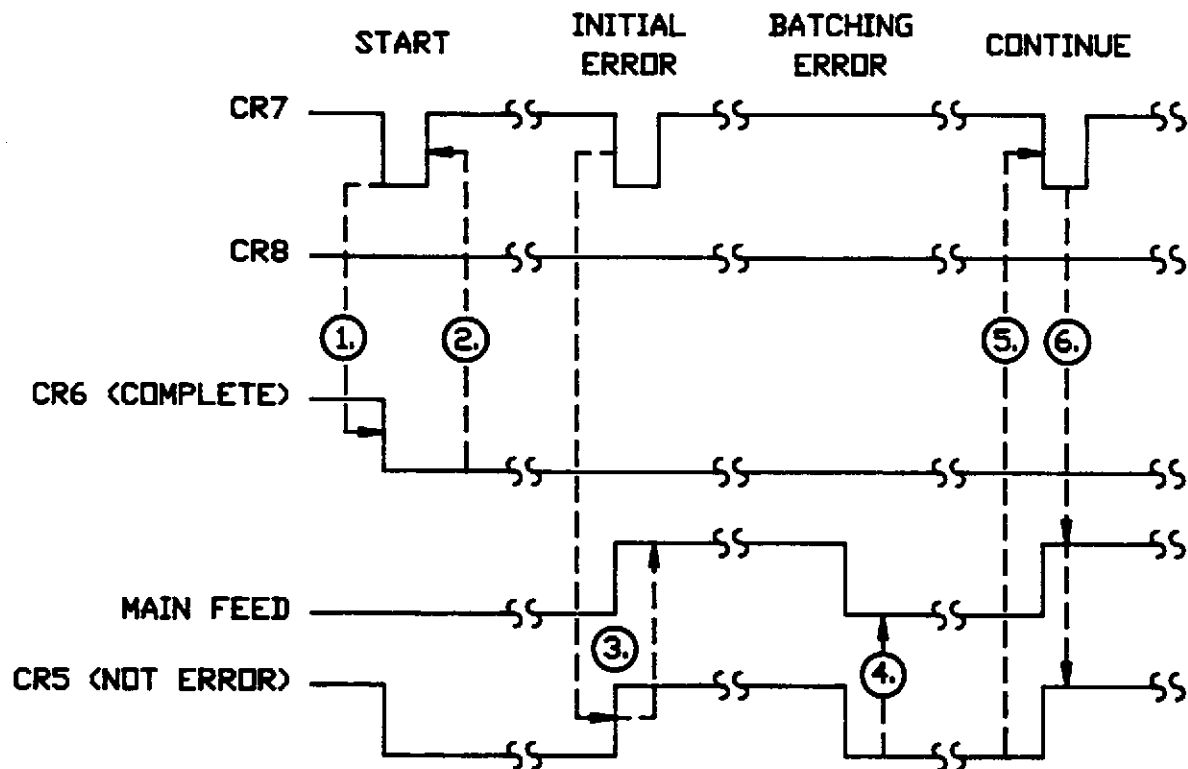 START
INITIAL
ERROR
BATCHING
ERROR
CONTINUE
CR7
CR8
1.
2.
5.
6.
CR6 (COMPLETE)
MAIN FEED
3.
4.
CR5 (NOT ERROR)